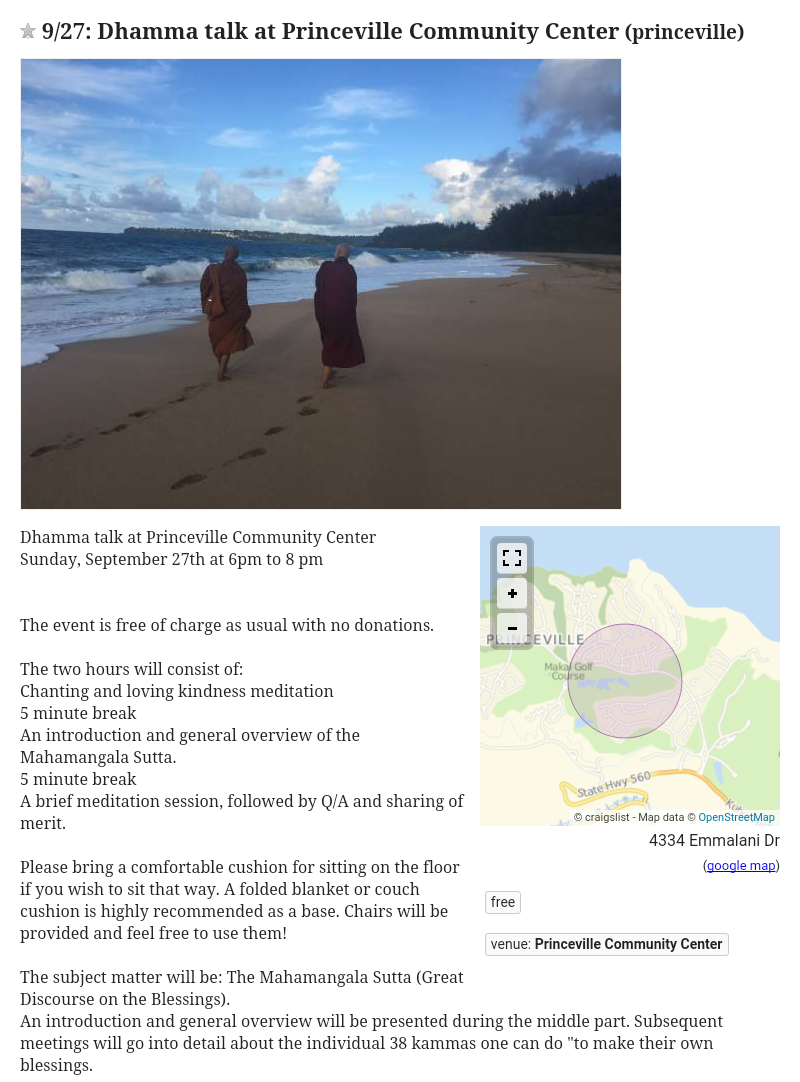 9/27: Dhamma talk at Princeville Community Center (princeville)
Dhamma talk at Princeville Community Center
Sunday, September 27th at 6pm to 8 pm
The event is free of charge as usual with no donations.
The two hours will consist of:
Chanting and loving kindness meditation
5 minute break
An introduction and general overview of the
Mahamangala Sutta.
5 minute break
A brief meditation session, followed by Q/A and sharing of
merit.
Please bring a comfortable cushion for sitting on the floor
if you wish to sit that way. A folded blanket or couch
cushion is highly recommended as a base. Chairs will be
provided and feel free to use them!
The subject matter will be: The Mahamangala Sutta (Great
Discourse on the Blessings).
An introduction and general overview will be presented during the middle part. Subsequent
meetings will go into detail about the individual 38 kammas one can do "to make their own
blessings.
+
−
PRINCEVILLE
Makai Golf
Course
State Hwy 560
© craigslist - Map data © OpenStreetMap
4334 Emmalani Dr
(google map)
free
venue: Princeville Community Center